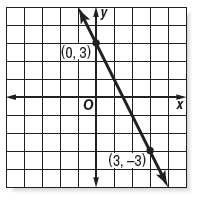 y
(0, 3)
O
x
(3, –3)